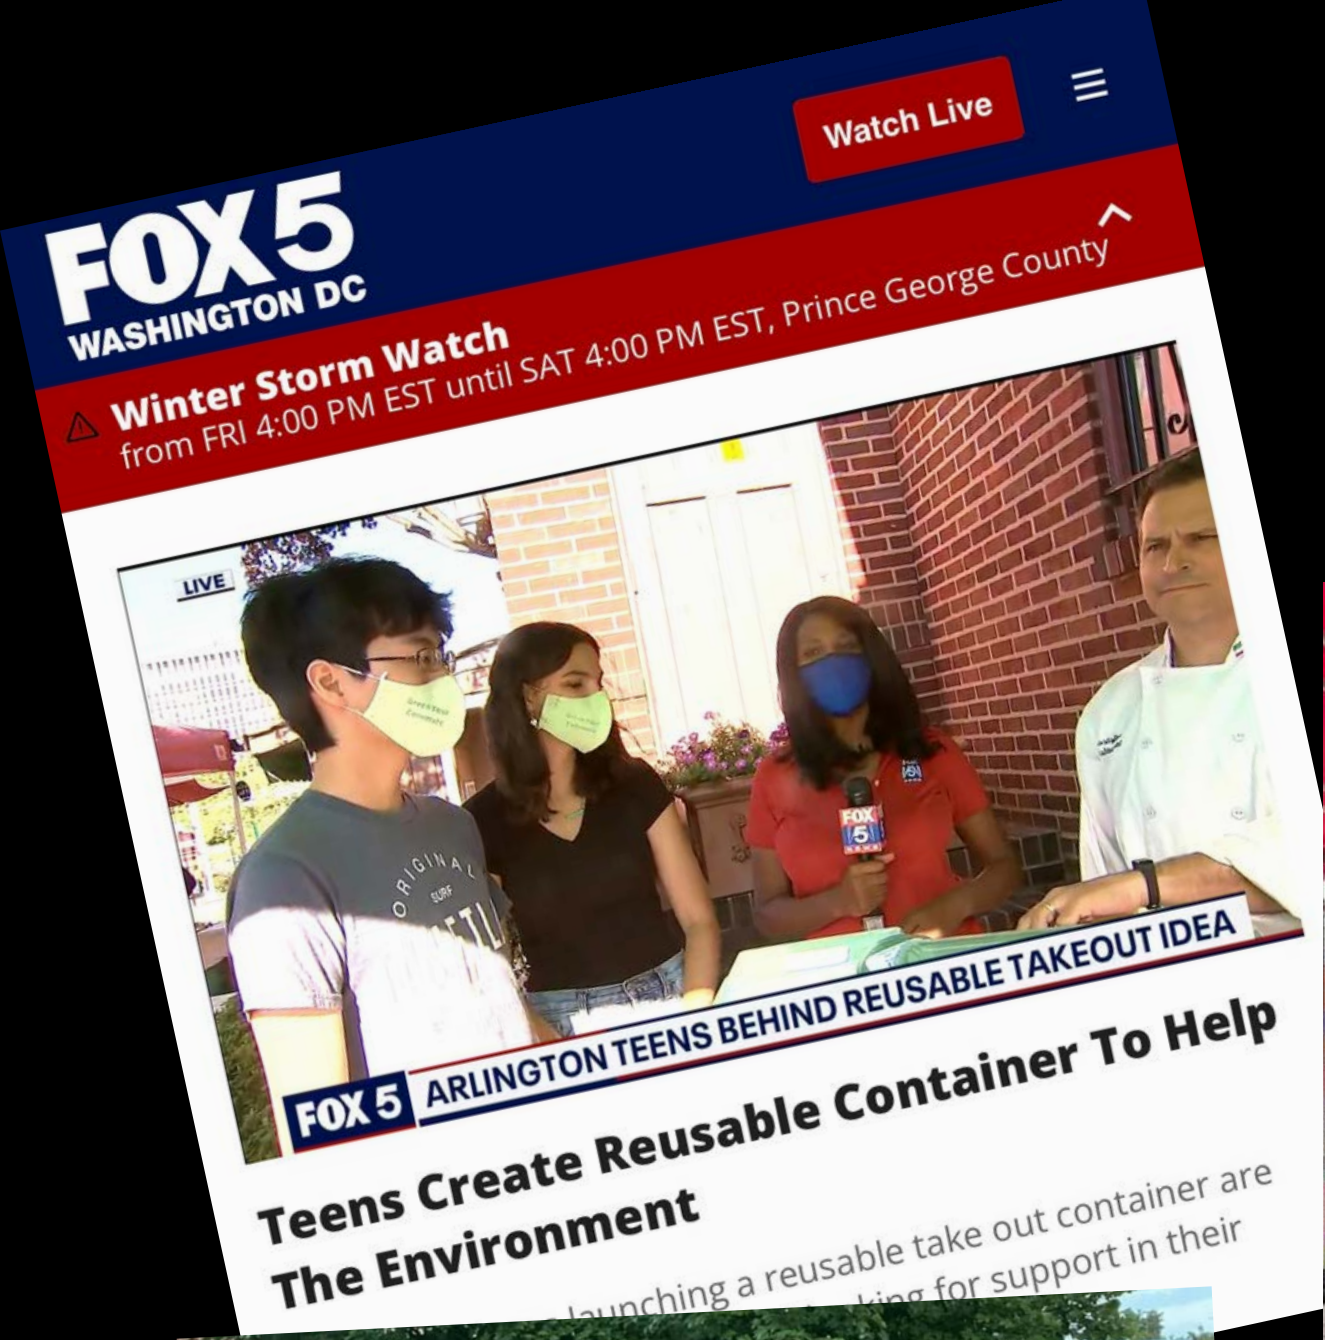 Watch Live
FOX 5
WASHINGTON DC
Winter Storm Watch
from FRI 4:00 PM EST until SAT 4:00 PM EST, Prince George County
LIVE
ORIGINAL
SURF
FOX
5
FOX 5
ARLINGTON TEENS BEHIND REUSABLE TAKEOUT IDEA
Teens Create Reusable Container To Help
The Environment
launching a reusable take out container are
for support in their